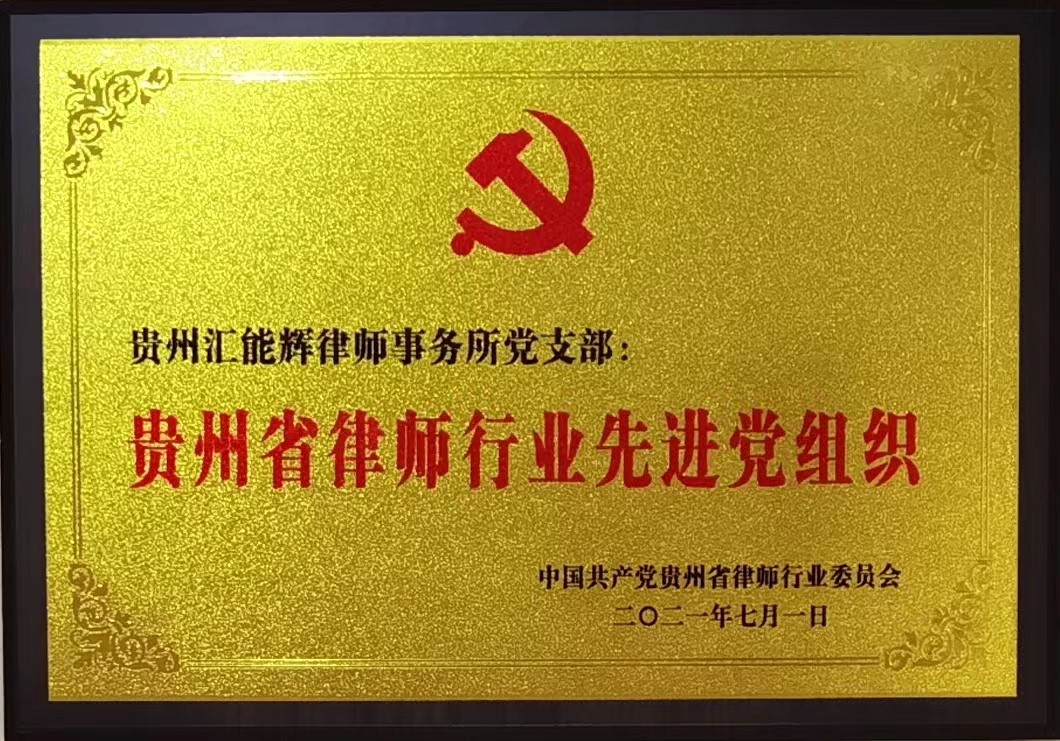 贵州汇能辉律师事务所党支部：
贵州省律师行业先进党组织
中国共产党贵州省律师行业委员会
二〇二一年七月一日